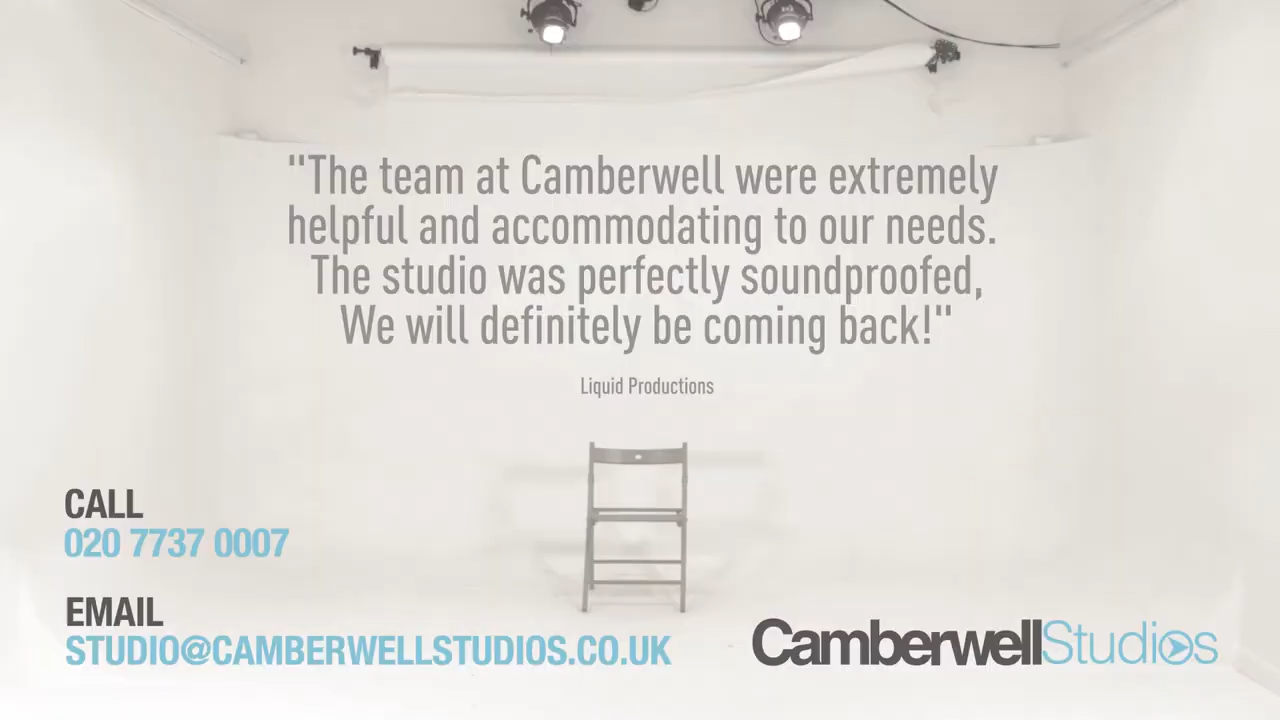 "The team at Camberwell were extremely
helpful and accommodating to our needs.
The studio was perfectly soundproofed,
We will definitely be coming back!"
Liquid Productions
CALL
020 7737 0007
EMAIL
STUDIO@CAMBERWELLSTUDIOS.CO.UK
CamberwellStudios